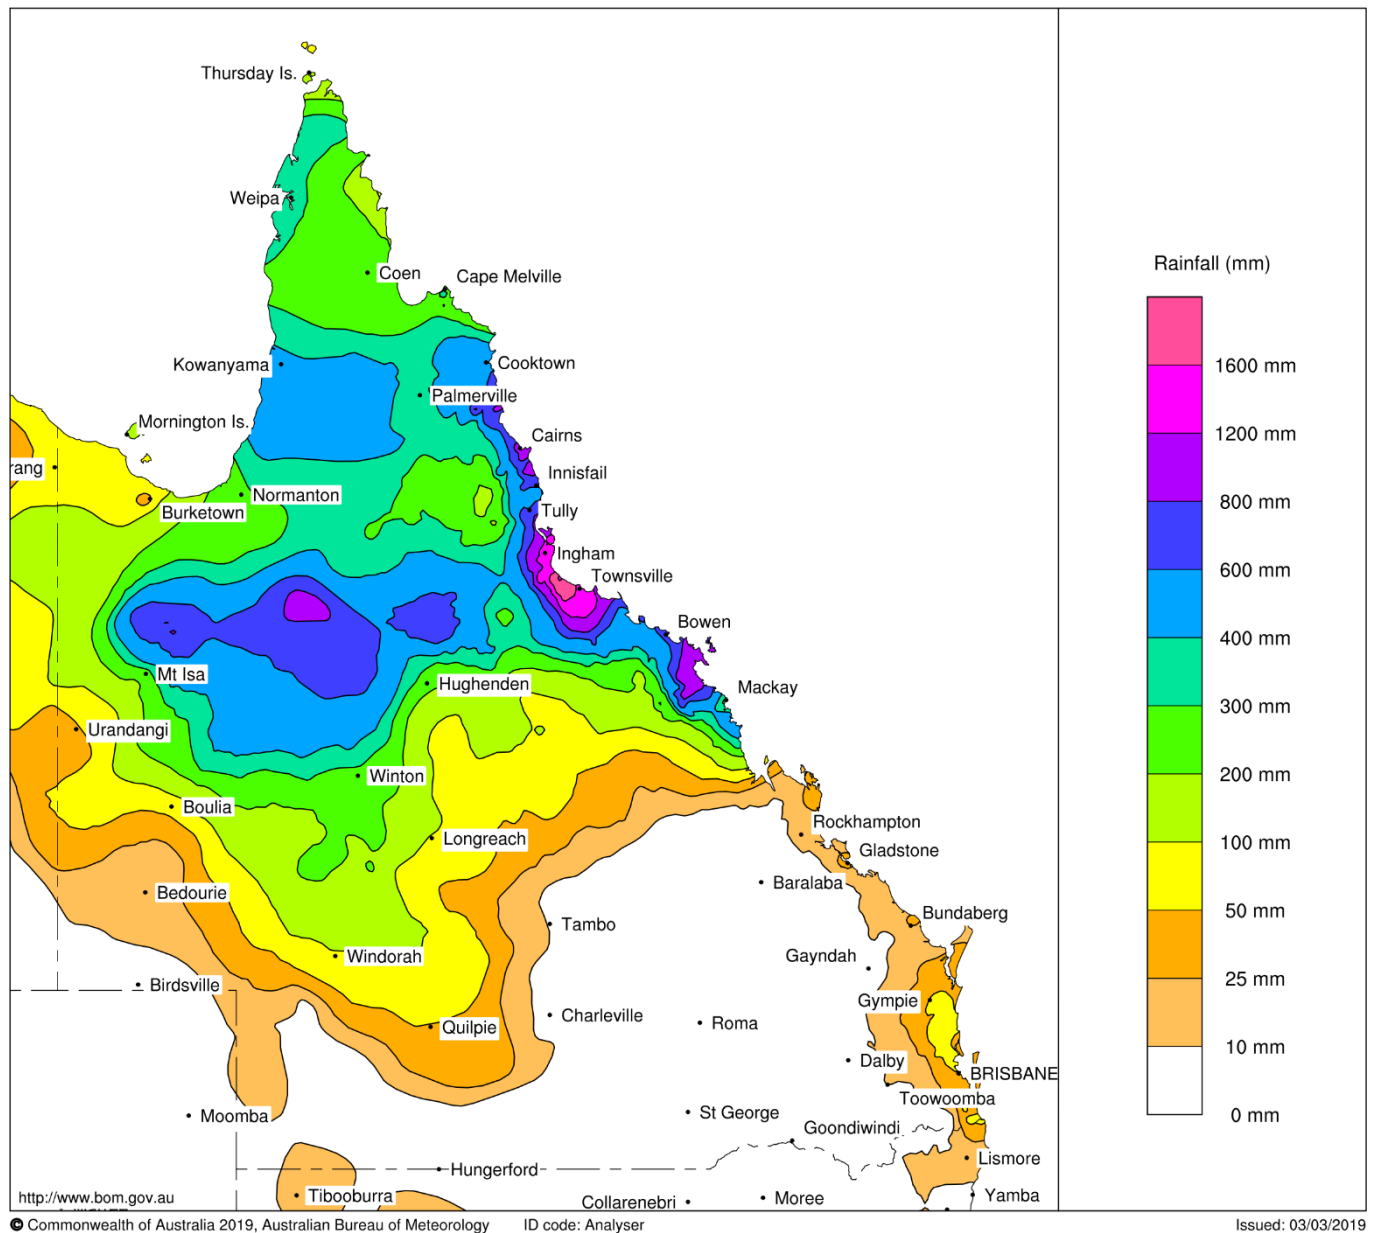 Thursday Is.
Weipa
Coen
Cape Melville
Rainfall (mm)
Kowanyama
Cooktown
1600 mm
Palmerville
Mornington Is.
Cairns
1200 mm
rang
Innisfail
Normanton
800 mm
Burketown
Tully
Ingham
600 mm
Townsville
Bowen
400 mm
Mt Isa
Hughenden
Mackay
300 mm
Urandangi
Winton
200 mm
Boulia
Rockhampton
Longreach
100 mm
Gladstone
Baralaba
Bedourie
Bundaberg
50 mm
Tambo
Windorah
Gayndah
25 mm
Birdsville
Gympie
Charleville
Roma
Quilpie
10 mm
Dalby
BRISBANE
Toowoomba
Moomba
St George
0 mm
Goondiwindi
Lismore
Hungerford
Tibooburra
Collarenebri
Moree
Yamba
http://www.bom.gov.au
© Commonwealth of Australia 2019, Australian Bureau of Meteorology ID code: Analyser Issued: 03/03/2019